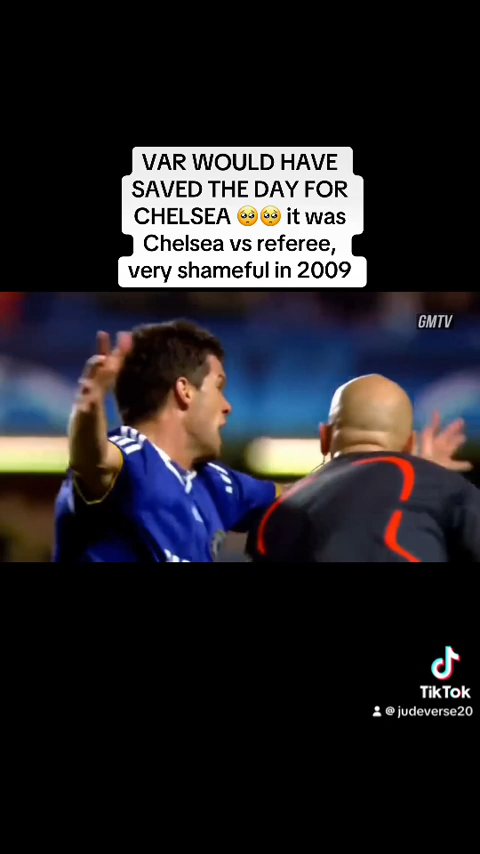 VAR WOULD HAVE
SAVED THE DAY FOR
CHELSEA 🥺🥺 it was
Chelsea vs referee,
very shameful in 2009
GMTV
TikTok
@judeverse20